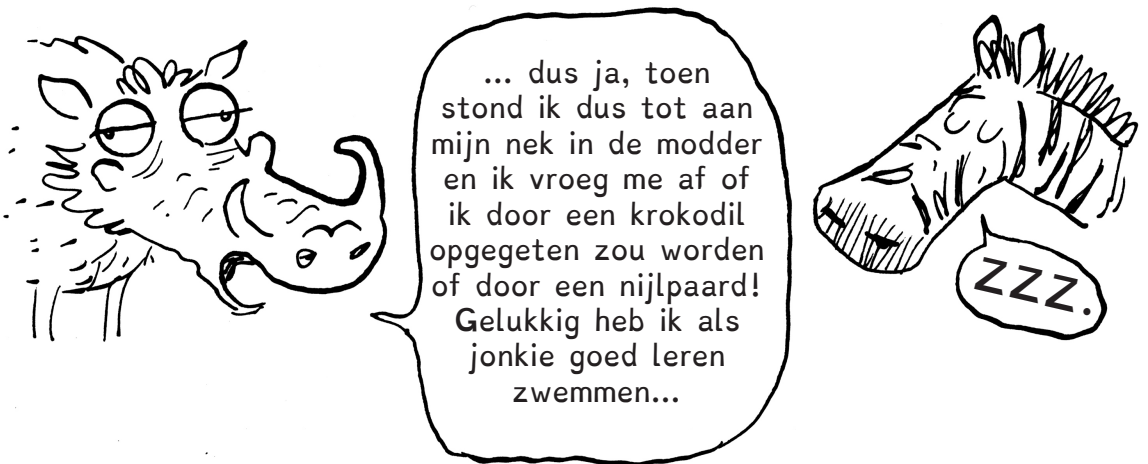 ... dus ja, toen
stond ik dus tot aan
mijn nek in de modder
en ik vroeg me af of
ik door een krokodil
opgegeten zou worden
of door een nijlpaard!
Gelukkig heb ik als
jonkie goed leren
zwemmen...
ZZZ.